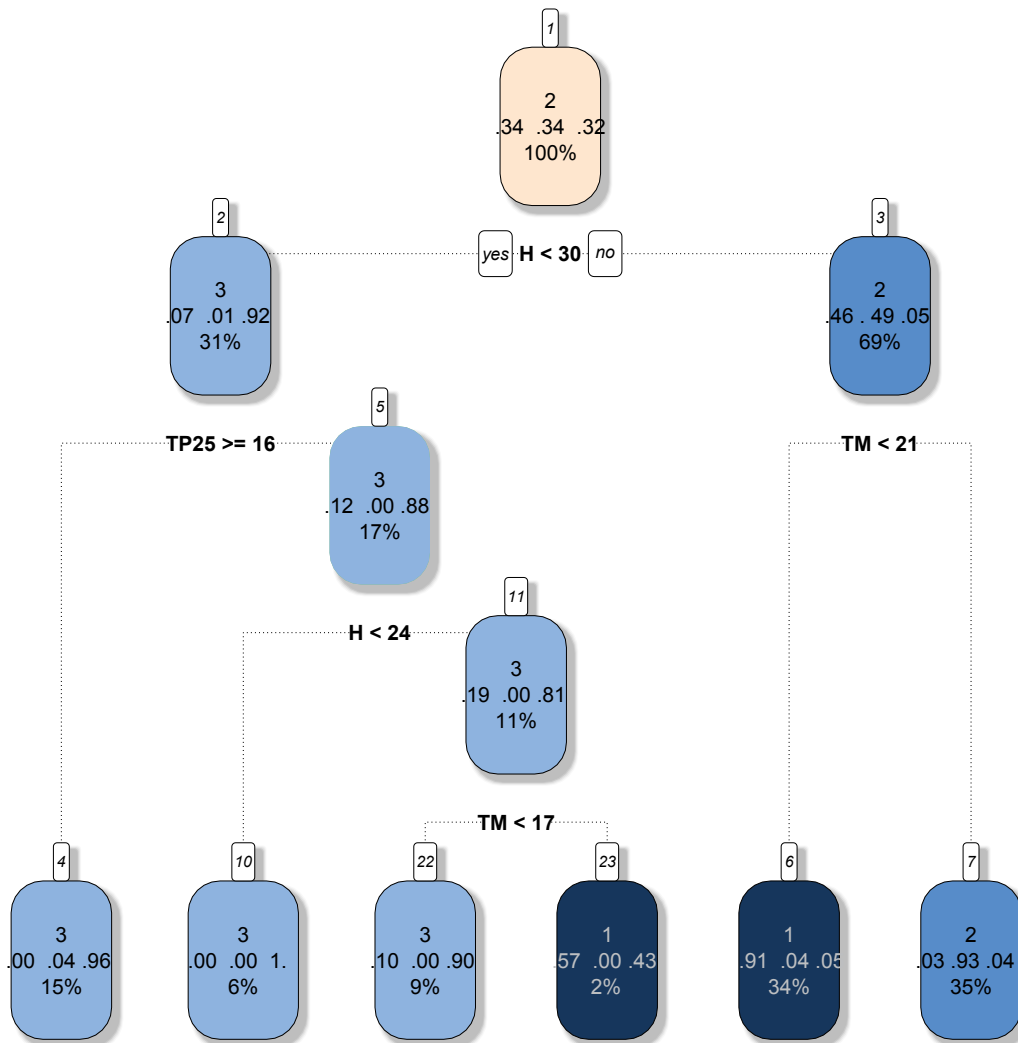 1
2
.34 .34 .32
100%
2
3
yes H < 30 no
3
.07 .01 .92
31%
2
.46 . 49 .05
69%
5
TP25 >= 16
TM < 21
3
.12 .00 .88
17%
11
H < 24
3
.19 .00 .81
11%
TM < 17
4
10
22
23
6
7
3
.00 .04 .96
15%
3
.00 .00 1.
6%
3
.10 .00 .90
9%
1
.57 .00 .43
2%
1
.91 .04 .05
34%
2
.03 .93 .04
35%